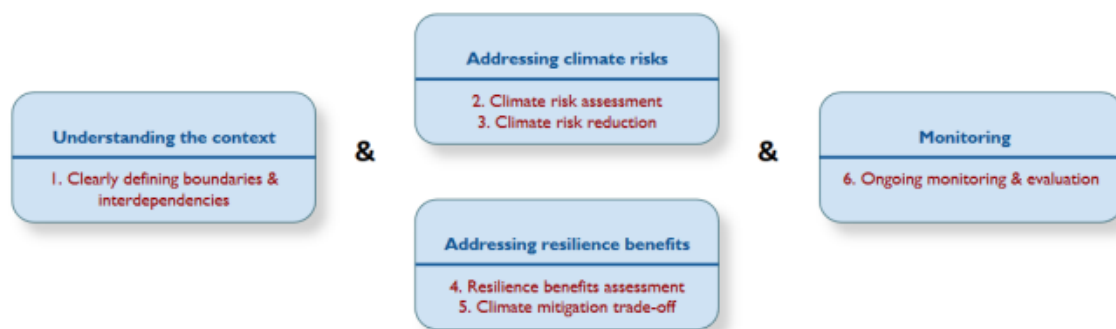 Understanding the context
1. Clearly defining boundaries &
interdependencies
&
Addressing climate risks
2. Climate risk assessment
3. Climate risk reduction
Addressing resilience benefits
4. Resilience benefits assessment
5. Climate mitigation trade-off
&
Monitoring
6. Ongoing monitoring & evaluation